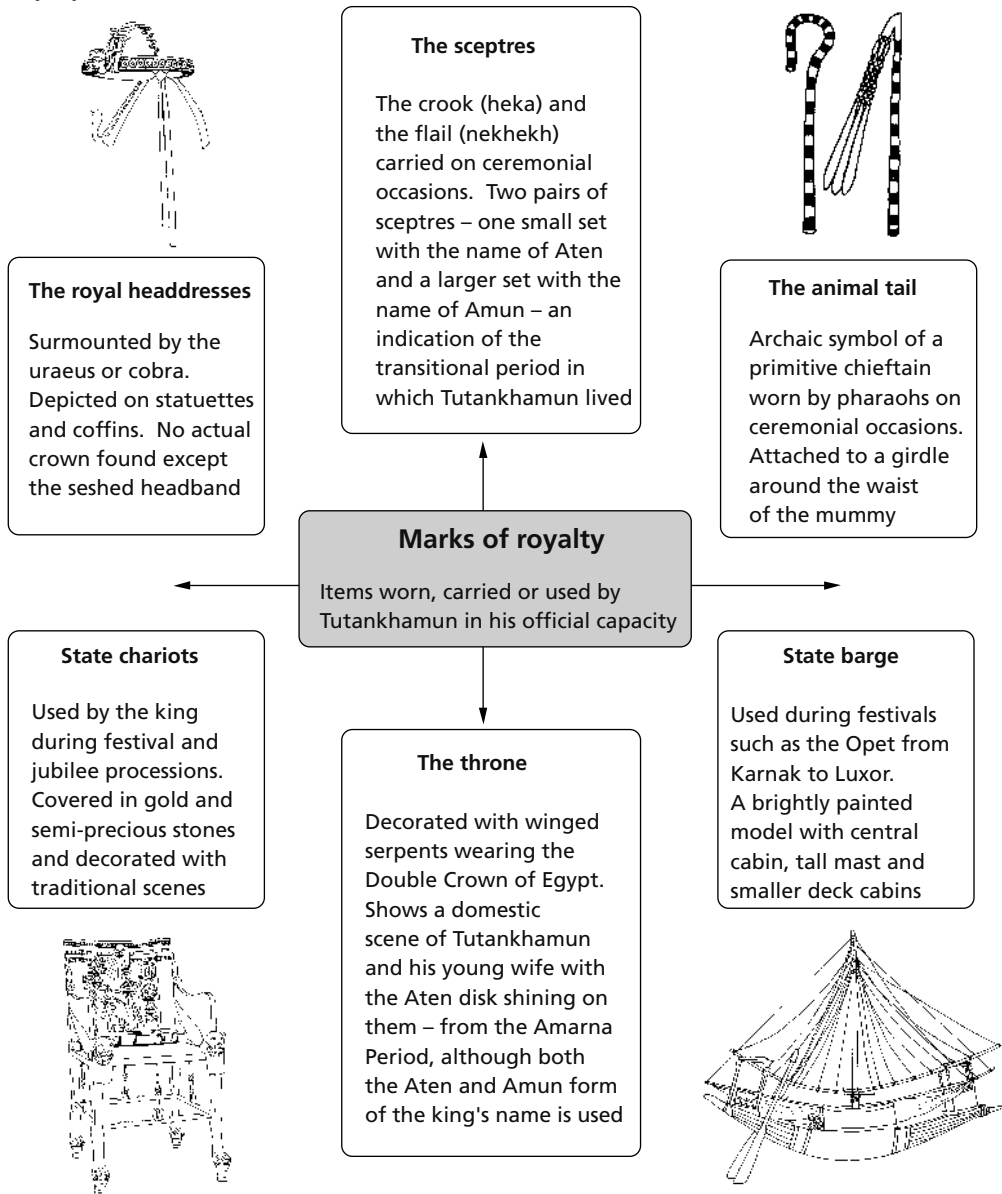 The sceptres
The crook (heka) and
the flail (nekhekh)
carried on ceremonial
occasions.  Two pairs of
sceptres – one small set
with the name of Aten
and a larger set with the
name of Amun – an
indication of the
transitional period in
which Tutankhamun lived
The royal headdresses
Surmounted by the
uraeus or cobra.
Depicted on statuettes
and coffins.  No actual
crown found except
the seshed headband
The animal tail
Archaic symbol of a
primitive chieftain
worn by pharaohs on
ceremonial occasions.
Attached to a girdle
around the waist
of the mummy
Marks of royalty
Items worn, carried or used by
Tutankhamun in his official capacity
State chariots
Used by the king
during festival and
jubilee processions.
Covered in gold and
semi-precious stones
and decorated with
traditional scenes
The throne
Decorated with winged
serpents wearing the
Double Crown of Egypt.
Shows a domestic
scene of Tutankhamun
and his young wife with
the Aten disk shining on
them – from the Amarna
Period, although both
the Aten and Amun form
of the king's name is used
State barge
Used during festivals
such as the Opet from
Karnak to Luxor.
A brightly painted
model with central
cabin, tall mast and
smaller deck cabins